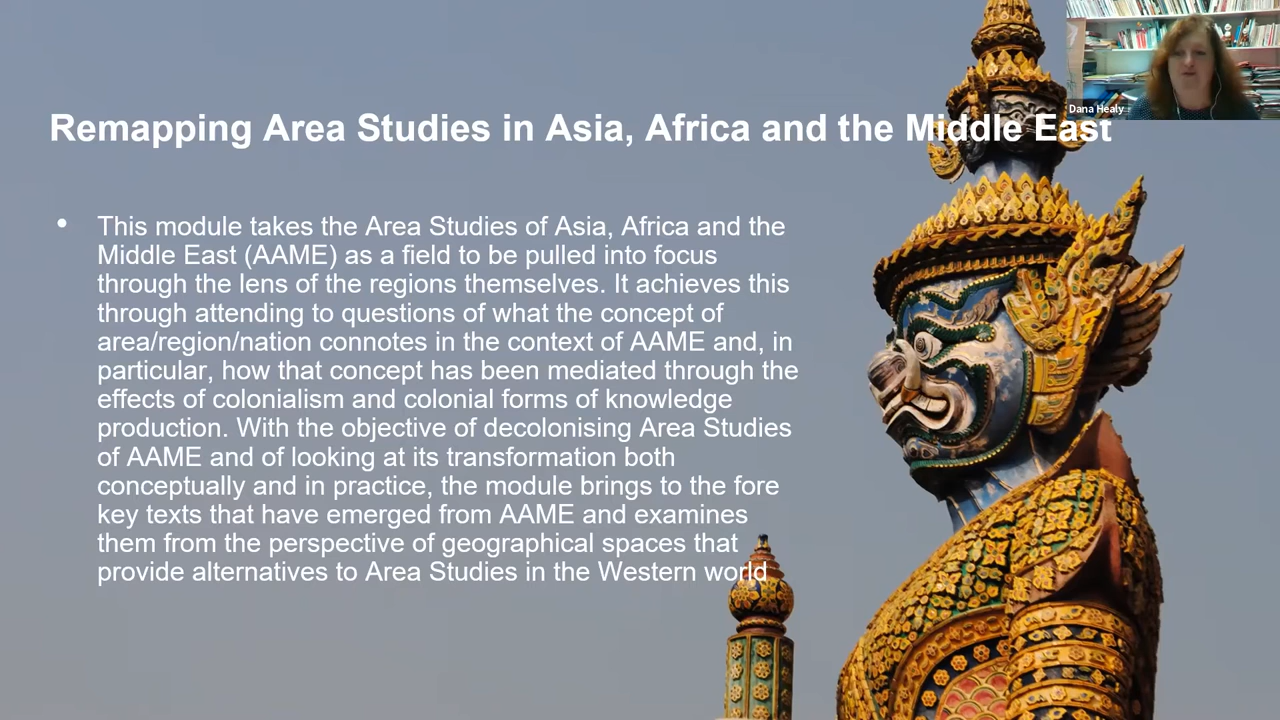 Dana Healy
Remapping Area Studies in Asia, Africa and the Middle East
• This module takes the Area Studies of Asia, Africa and the
Middle East (AAME) as a field to be pulled into focus
through the lens of the regions themselves. It achieves this
through attending to questions of what the concept of
area/region/nation connotes in the context of AAME and, in
particular, how that concept has been mediated through the
effects of colonialism and colonial forms of knowledge
production. With the objective of decolonising Area Studies
of AAME and of looking at its transformation both
conceptually and in practice, the module brings to the fore
key texts that have emerged from AAME and examines
them from the perspective of geographical spaces that
provide alternatives to Area Studies in the Western world